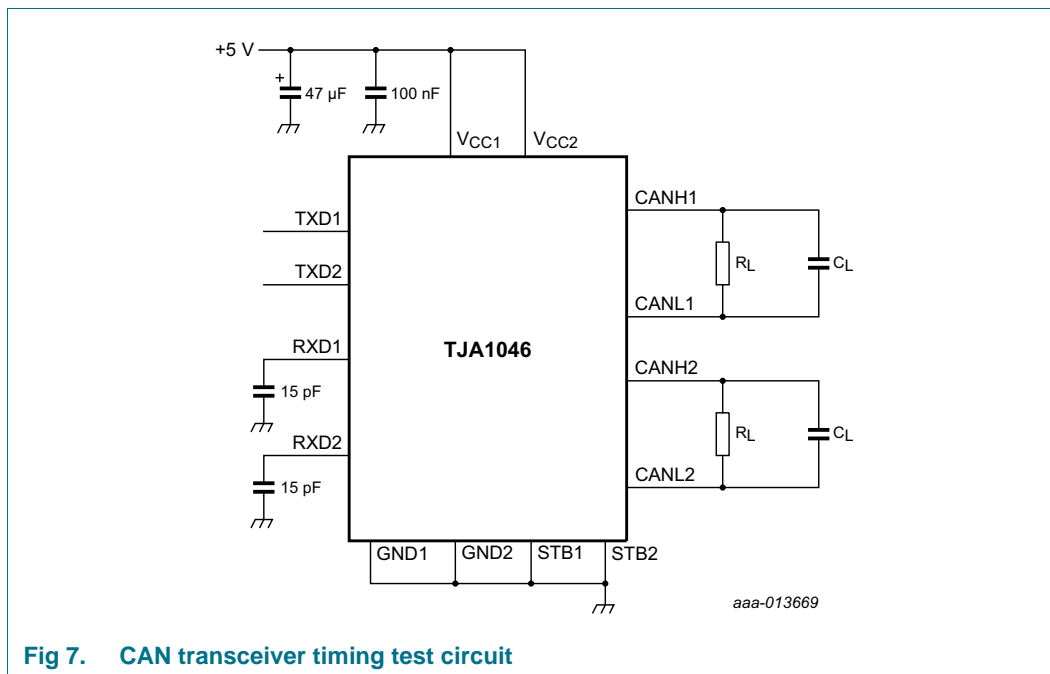 +5 V
+
47 µF
100 nF
VCC1
VCC2
TXD1
TXD2
RXD1
15 pF
RXD2
15 pF
TJA1046
CANH1
RL
CL
CANL1
CANH2
RL
CL
CANL2
GND1
GND2
STB1
STB2
aaa-013669
Fig 7. CAN transceiver timing test circuit